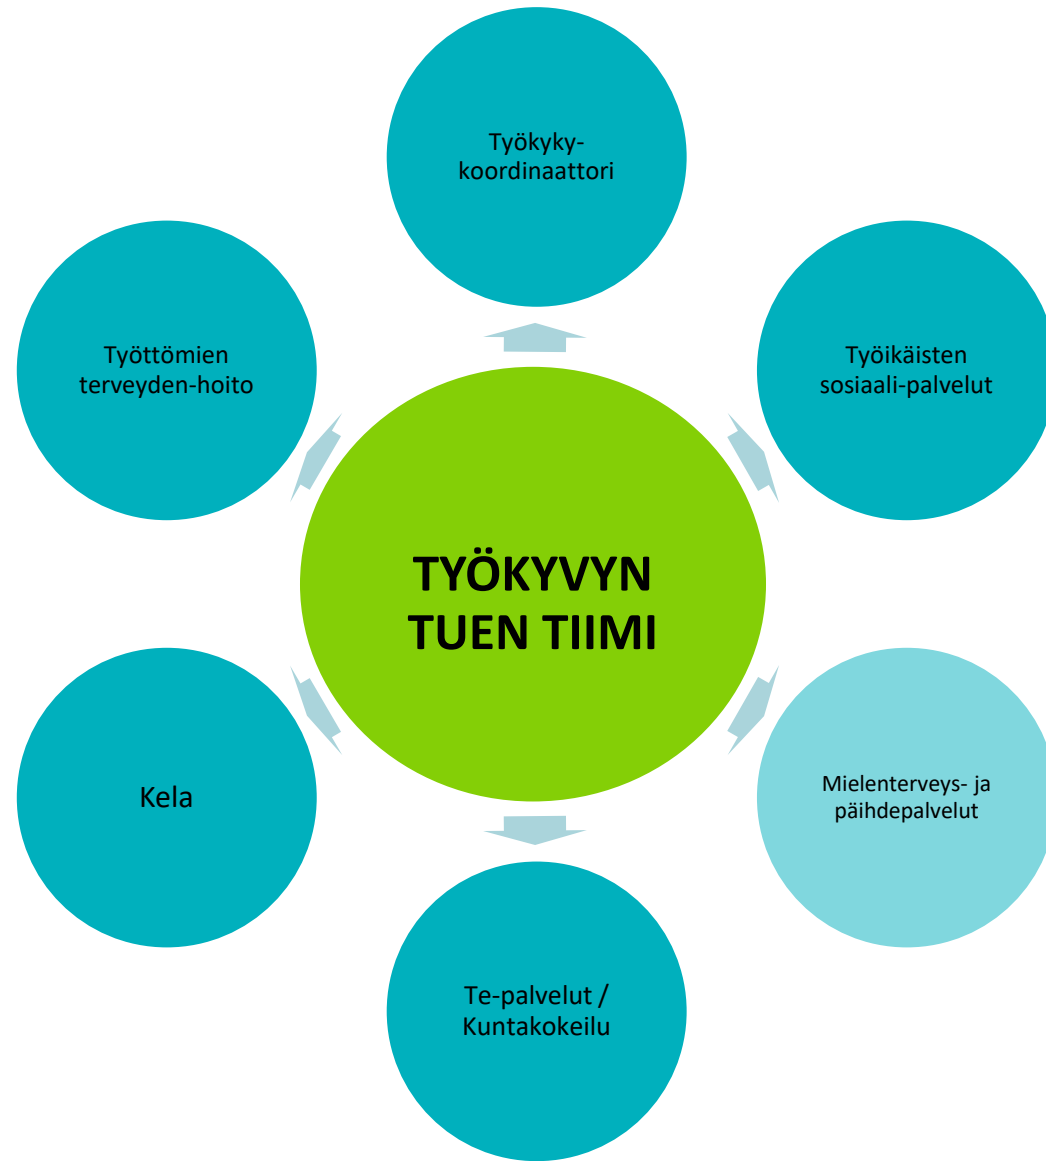 Työkyky-
koordinaattori
Työttömien
terveyden-hoito
Työikäisten
sosiaali-palvelut
TYÖKYVYN
TUEN TIIMI
Kela
Mielenterveys- ja
päihdepalvelut
Te-palvelut /
Kuntakokeilu